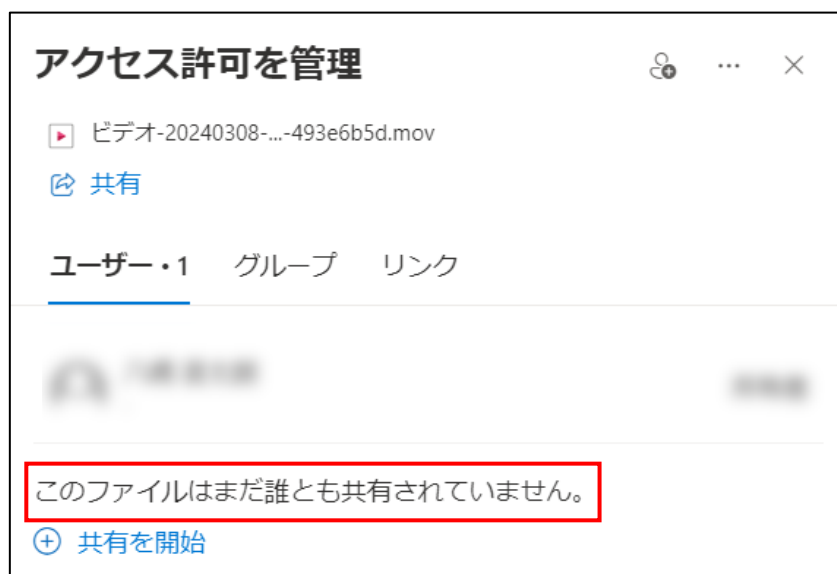 アクセス許可を管理
ビデオ-20240308-...-493e6b5d.mov
共有
ユーザー・1 グループ リンク
このファイルはまだ誰とも共有されていません。
共有を開始